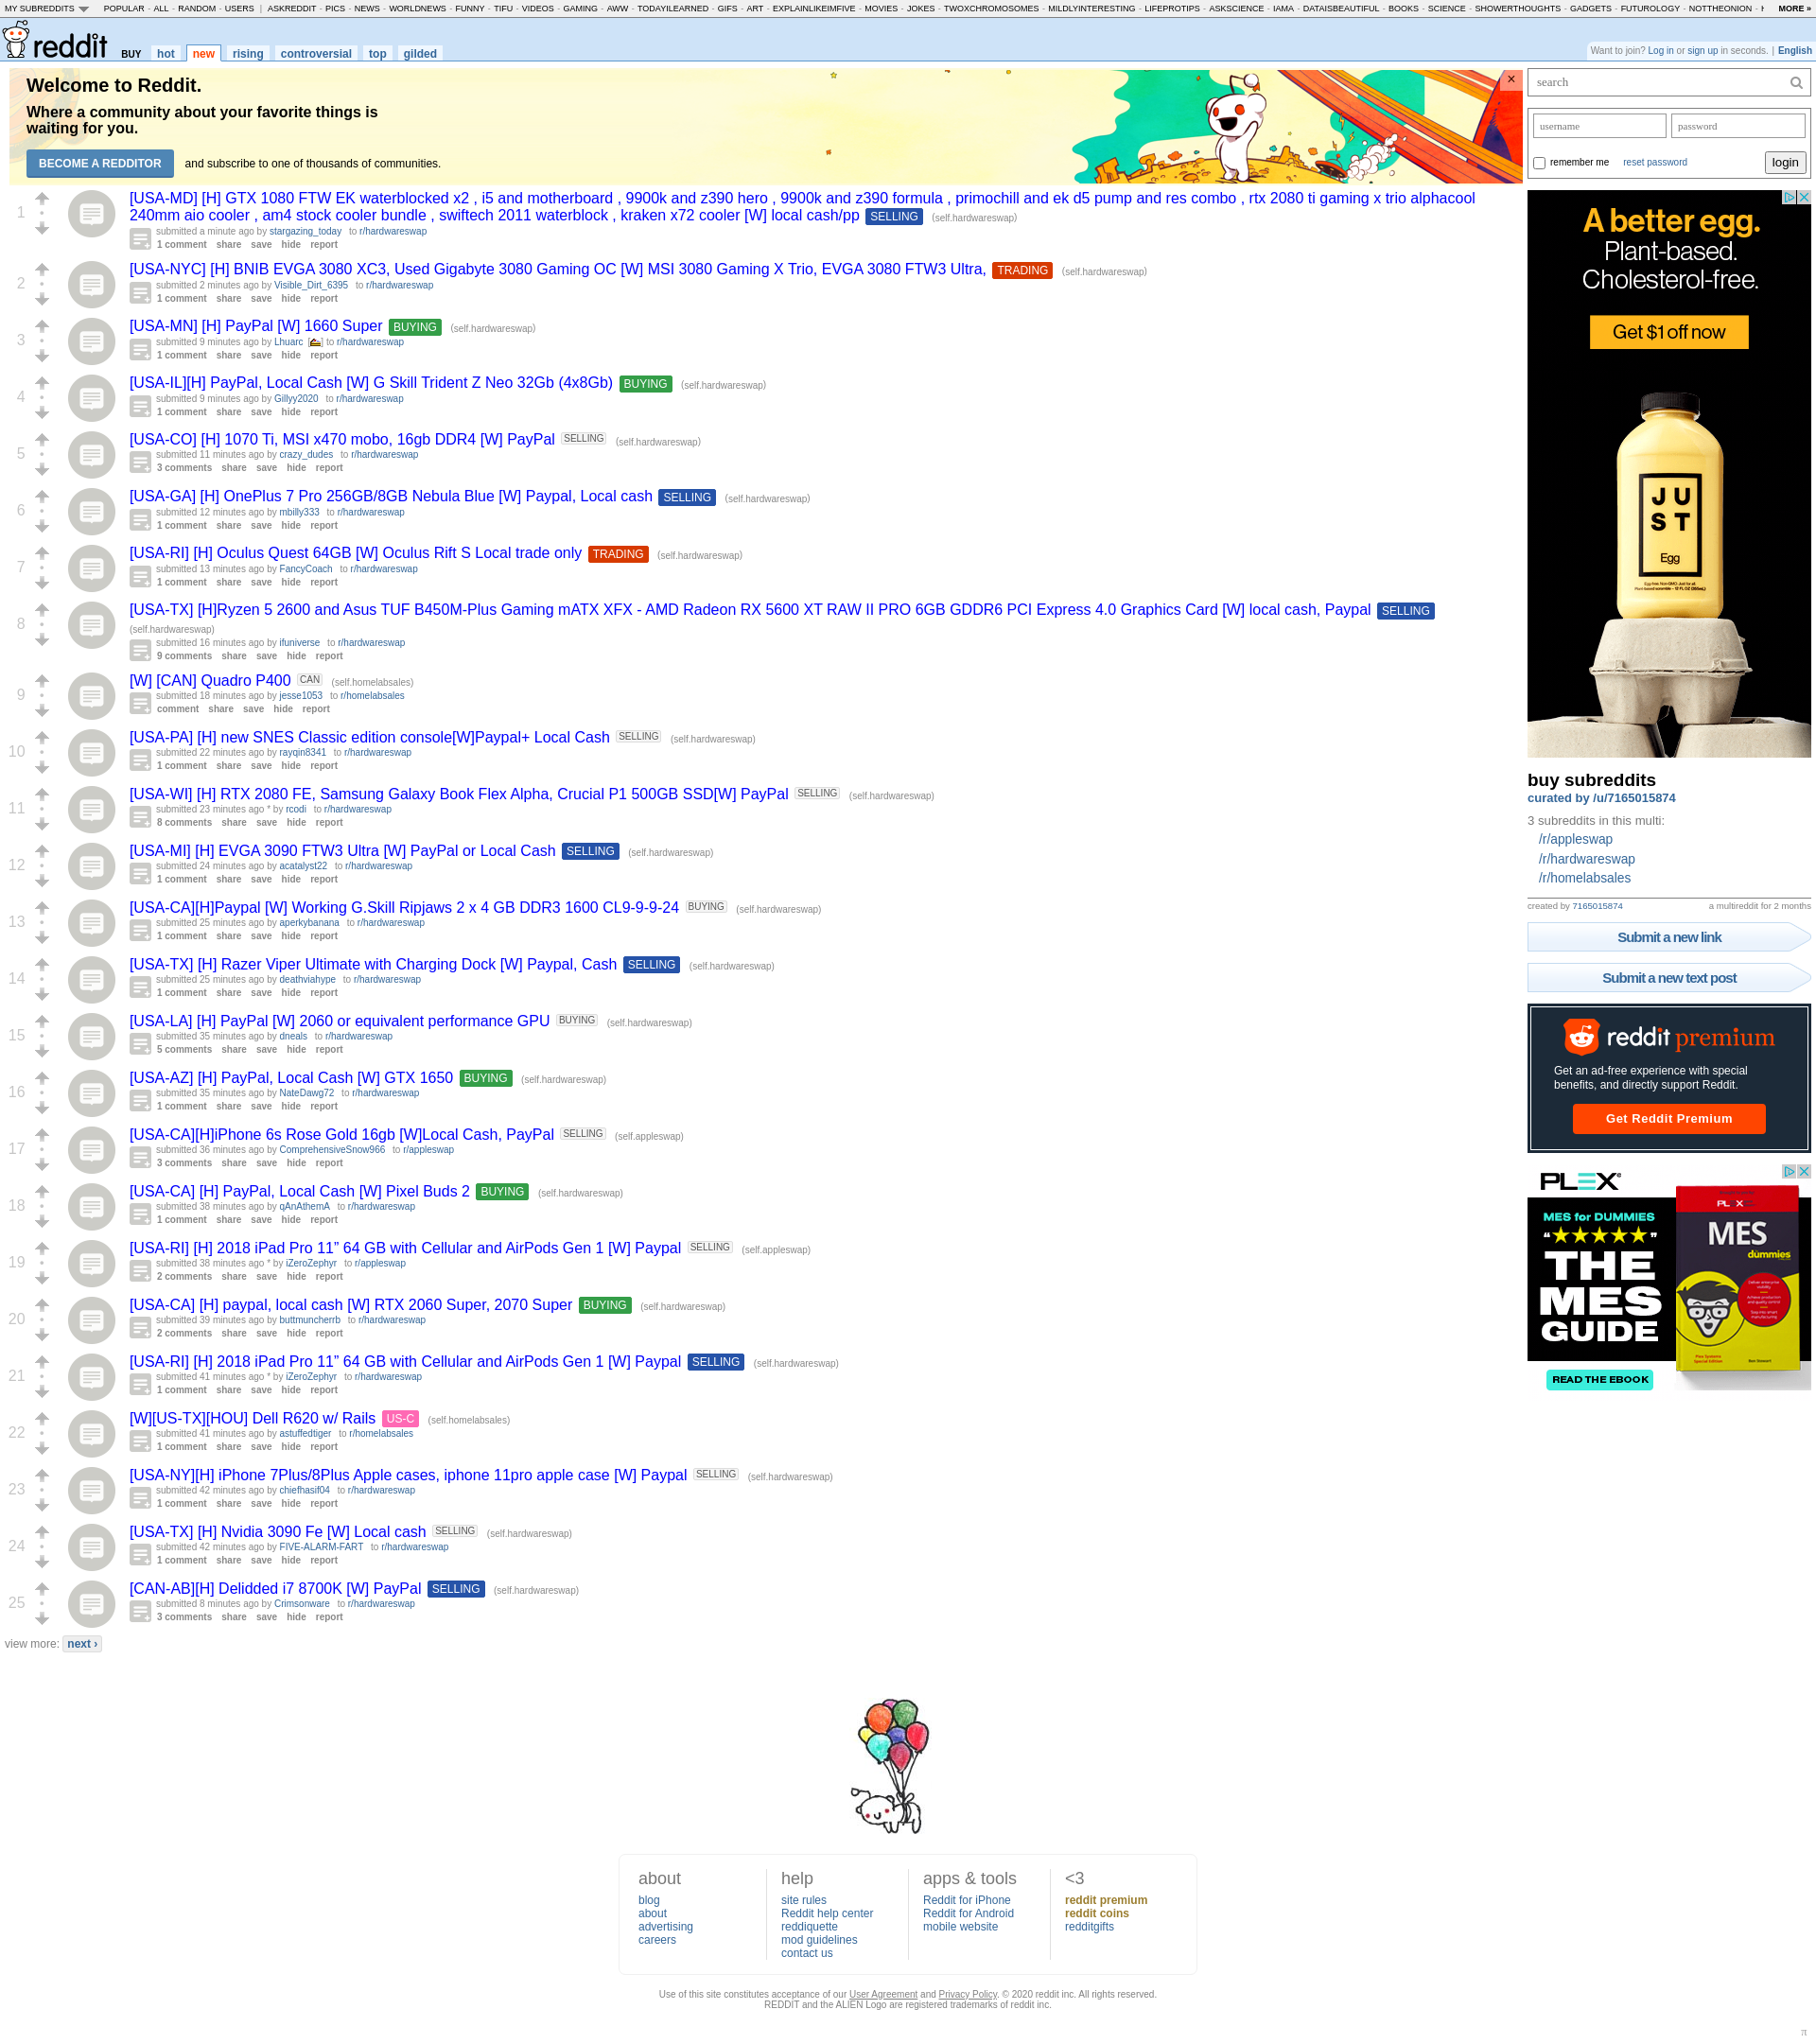 MY SUBREDDITS POPULAR - ALL - RANDOM - USERS | ASKREDDIT - PICS - NEWS - WORLDNEWS - FUNNY - TIFU - VIDEOS - GAMING - AWW - TODAYILEARNED - GIFS - ART - EXPLAINLIKEIMFIVE - MOVIES - JOKES - TWOXCHROMOSOMES - MILDLYINTERESTING - LIFEPROTIPS - ASKSCIENCE - IAMA - DATAISBEAUTIFUL - BOOKS - SCIENCE - SHOWERTHOUGHTS - GADGETS - FUTUROLOGY - NOTTHEONION - MORE »
reddit BUY hot new rising controversial top gilded
Want to join? Log in or sign up in seconds. | English
Welcome to Reddit.
Where a community about your favorite things is
waiting for you.
BECOME A REDDITOR and subscribe to one of thousands of communities.
1
[USA-MD] [H] GTX 1080 FTW EK waterblocked x2 , i5 and motherboard , 9900k and z390 hero , 9900k and z390 formula , primochill and ek d5 pump and res combo , rtx 2080 ti gaming x trio alphacool
240mm aio cooler , am4 stock cooler bundle , swiftech 2011 waterblock , kraken x72 cooler [W] local cash/pp SELLING (self.hardwareswap)
submitted a minute ago by stargazing_today to r/hardwareswap
1 comment share save hide report
2
[USA-NYC] [H] BNIB EVGA 3080 XC3, Used Gigabyte 3080 Gaming OC [W] MSI 3080 Gaming X Trio, EVGA 3080 FTW3 Ultra, TRADING (self.hardwareswap)
submitted 2 minutes ago by Visible_Dirt_6395 to r/hardwareswap
1 comment share save hide report
3
[USA-MN] [H] PayPal [W] 1660 Super BUYING (self.hardwareswap)
submitted 9 minutes ago by Lhuarc [] to r/hardwareswap
1 comment share save hide report
4
[USA-IL][H] PayPal, Local Cash [W] G Skill Trident Z Neo 32Gb (4x8Gb) BUYING (self.hardwareswap)
submitted 9 minutes ago by Gillyy2020 to r/hardwareswap
1 comment share save hide report
5
[USA-CO] [H] 1070 Ti, MSI x470 mobo, 16gb DDR4 [W] PayPal SELLING (self.hardwareswap)
submitted 11 minutes ago by crazy_dudes to r/hardwareswap
3 comments share save hide report
6
[USA-GA] [H] OnePlus 7 Pro 256GB/8GB Nebula Blue [W] Paypal, Local cash SELLING (self.hardwareswap)
submitted 12 minutes ago by mbilly333 to r/hardwareswap
1 comment share save hide report
7
[USA-RI] [H] Oculus Quest 64GB [W] Oculus Rift S Local trade only TRADING (self.hardwareswap)
submitted 13 minutes ago by FancyCoach to r/hardwareswap
1 comment share save hide report
8
[USA-TX] [H]Ryzen 5 2600 and Asus TUF B450M-Plus Gaming mATX XFX - AMD Radeon RX 5600 XT RAW II PRO 6GB GDDR6 PCI Express 4.0 Graphics Card [W] local cash, Paypal SELLING
(self.hardwareswap)
submitted 16 minutes ago by ifuniverse to r/hardwareswap
9 comments share save hide report
9
[W] [CAN] Quadro P400 CAN (self.homelabsales)
submitted 18 minutes ago by jesse1053 to r/homelabsales
comment share save hide report
10
[USA-PA] [H] new SNES Classic edition console[W]Paypal+ Local Cash SELLING (self.hardwareswap)
submitted 22 minutes ago by rayqin8341 to r/hardwareswap
1 comment share save hide report
11
[USA-WI] [H] RTX 2080 FE, Samsung Galaxy Book Flex Alpha, Crucial P1 500GB SSD[W] PayPal SELLING (self.hardwareswap)
submitted 23 minutes ago * by rcodi to r/hardwareswap
8 comments share save hide report
12
[USA-MI] [H] EVGA 3090 FTW3 Ultra [W] PayPal or Local Cash SELLING (self.hardwareswap)
submitted 24 minutes ago by acatalyst22 to r/hardwareswap
1 comment share save hide report
13
[USA-CA][H]Paypal [W] Working G.Skill Ripjaws 2 x 4 GB DDR3 1600 CL9-9-9-24 BUYING (self.hardwareswap)
submitted 25 minutes ago by aperkybanana to r/hardwareswap
1 comment share save hide report
14
[USA-TX] [H] Razer Viper Ultimate with Charging Dock [W] Paypal, Cash SELLING (self.hardwareswap)
submitted 25 minutes ago by deathviahype to r/hardwareswap
1 comment share save hide report
15
[USA-LA] [H] PayPal [W] 2060 or equivalent performance GPU BUYING (self.hardwareswap)
submitted 35 minutes ago by dneals to r/hardwareswap
5 comments share save hide report
16
[USA-AZ] [H] PayPal, Local Cash [W] GTX 1650 BUYING (self.hardwareswap)
submitted 35 minutes ago by NateDawg72 to r/hardwareswap
1 comment share save hide report
17
[USA-CA][H]iPhone 6s Rose Gold 16gb [W]Local Cash, PayPal SELLING (self.appleswap)
submitted 36 minutes ago by ComprehensiveSnow966 to r/appleswap
3 comments share save hide report
18
[USA-CA] [H] PayPal, Local Cash [W] Pixel Buds 2 BUYING (self.hardwareswap)
submitted 38 minutes ago by qAnAthemA to r/hardwareswap
1 comment share save hide report
19
[USA-RI] [H] 2018 iPad Pro 11” 64 GB with Cellular and AirPods Gen 1 [W] Paypal SELLING (self.appleswap)
submitted 38 minutes ago * by iZeroZephyr to r/appleswap
2 comments share save hide report
20
[USA-CA] [H] paypal, local cash [W] RTX 2060 Super, 2070 Super BUYING (self.hardwareswap)
submitted 39 minutes ago by buttmuncherrb to r/hardwareswap
2 comments share save hide report
21
[USA-RI] [H] 2018 iPad Pro 11” 64 GB with Cellular and AirPods Gen 1 [W] Paypal SELLING (self.hardwareswap)
submitted 41 minutes ago * by iZeroZephyr to r/hardwareswap
1 comment share save hide report
22
[W][US-TX][HOU] Dell R620 w/ Rails US-C (self.homelabsales)
submitted 41 minutes ago by astuffedtiger to r/homelabsales
1 comment share save hide report
23
[USA-NY][H] iPhone 7Plus/8Plus Apple cases, iphone 11pro apple case [W] Paypal SELLING (self.hardwareswap)
submitted 42 minutes ago by chiefhasif04 to r/hardwareswap
1 comment share save hide report
24
[USA-TX] [H] Nvidia 3090 Fe [W] Local cash SELLING (self.hardwareswap)
submitted 42 minutes ago by FIVE-ALARM-FART to r/hardwareswap
1 comment share save hide report
25
[CAN-AB][H] Delidded i7 8700K [W] PayPal SELLING (self.hardwareswap)
submitted 8 minutes ago by Crimsonware to r/hardwareswap
3 comments share save hide report
view more: next ›
search
username password
remember me reset password login
A better egg.
Plant-based.
Cholesterol-free.
Get $1 off now
JU
ST
Egg
buy subreddits
curated by /u/7165015874
3 subreddits in this multi:
/r/appleswap
/r/hardwareswap
/r/homelabsales
created by 7165015874 a multireddit for 2 months
Submit a new link
Submit a new text post
reddit premium
Get an ad-free experience with special
benefits, and directly support Reddit.
Get Reddit Premium
PLEX
MES for DUMMIES
“★★★★★”
THE
MES
GUIDE
READ THE EBOOK
PLEX
MES
dummies
about
blog
about
advertising
careers
help
site rules
Reddit help center
reddiquette
mod guidelines
contact us
apps & tools
Reddit for iPhone
Reddit for Android
mobile website
<3
reddit premium
reddit coins
redditgifts
Use of this site constitutes acceptance of our User Agreement and Privacy Policy. © 2020 reddit inc. All rights reserved.
REDDIT and the ALIEN Logo are registered trademarks of reddit inc.
π